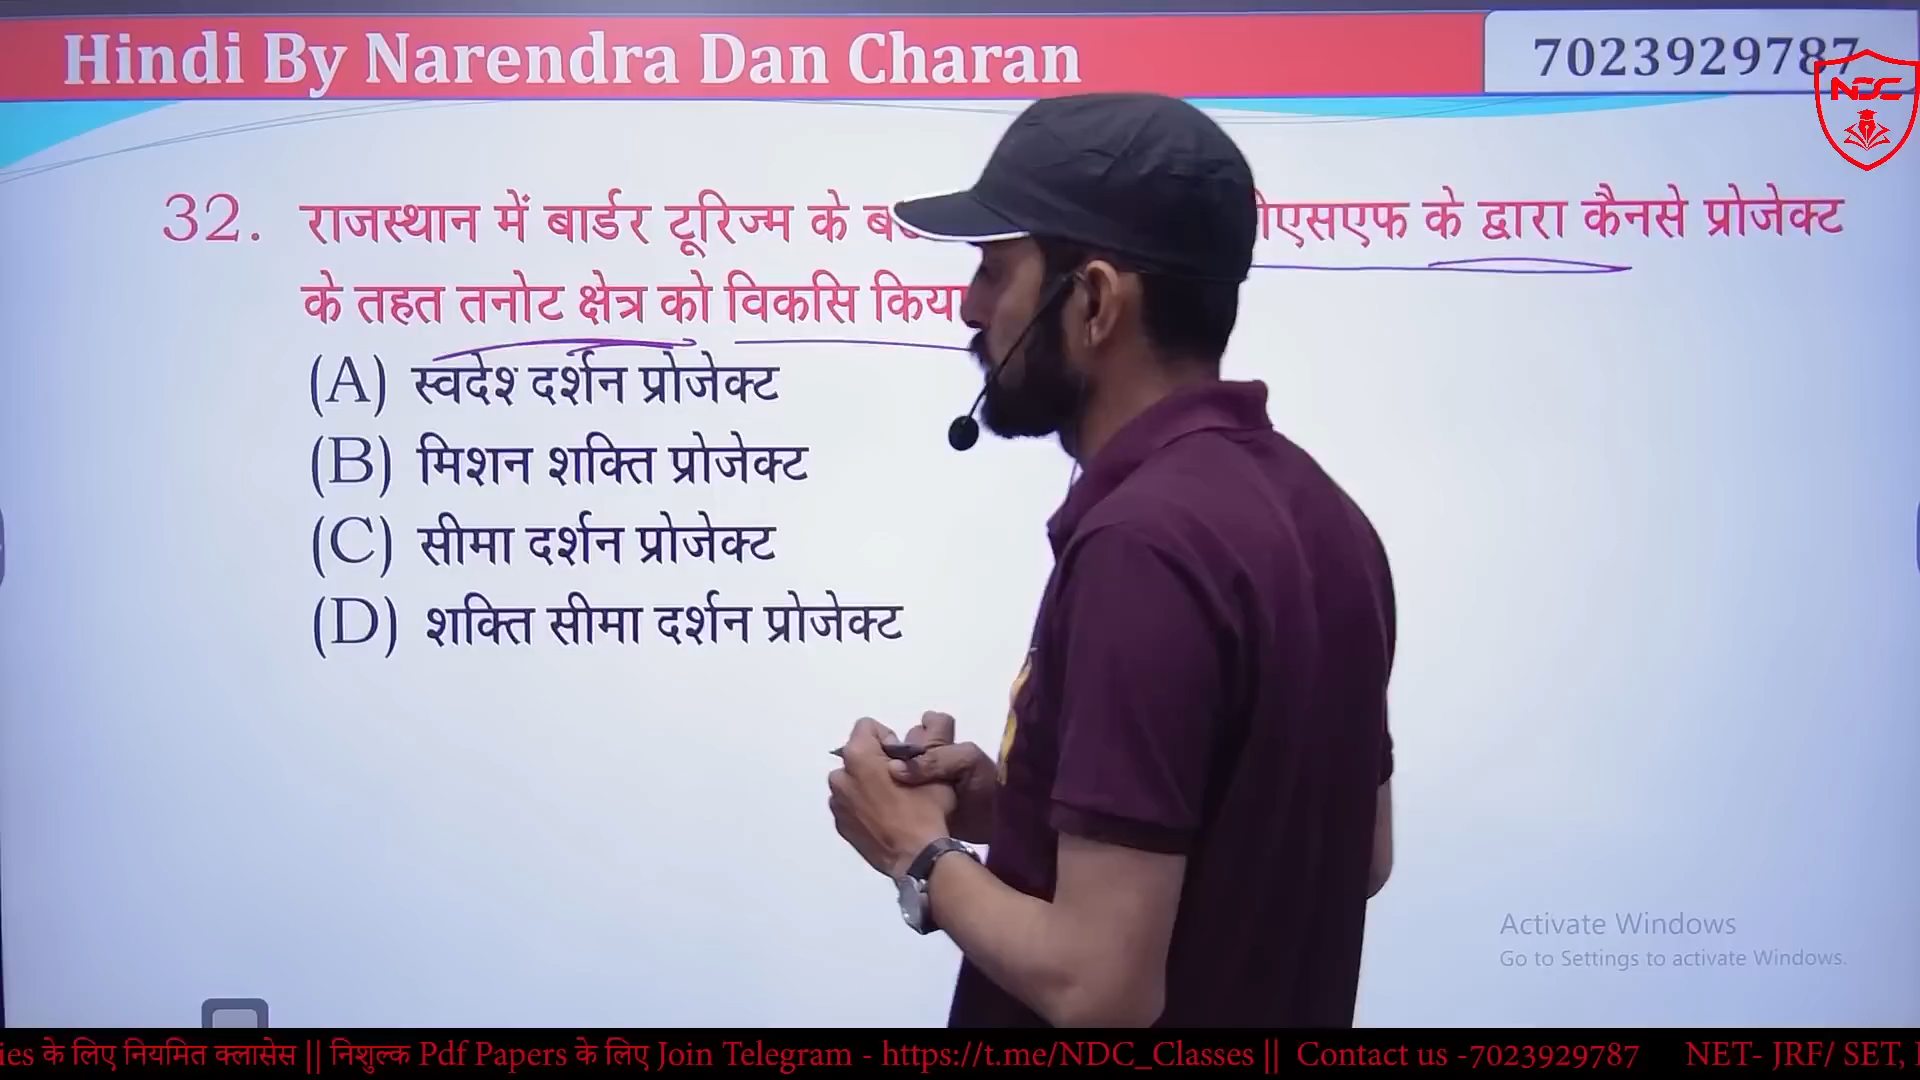 Hindi By Narendra Dan Charan
7023929787
NDC
32. राजस्थान में बार्डर टूरिज्म के के द्वारा कैनसे प्रोजेक्ट
के तहत तनोट क्षेत्र को विकसि
(A) स्वदेश दर्शन प्रोजेक्ट
(B) मिशन शक्ति प्रोजेक्ट
(C) सीमा दर्शन प्रोजेक्ट
(D) शक्ति सीमा दर्शन प्रोजेक्ट
Activate Windows
Go to Settings to activate Windows.
ies के लिए नियमित क्लासेस || निशुल्क Pdf Papers के लिए Join Telegram - https://t.me/NDC_Classes || Contact us -7023929787 NET- JRF/ SET,